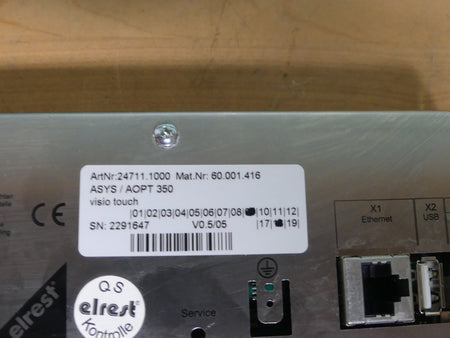 ArtNr:24711.1000 Mat.Nr: 60.001.416
ASYS / AOPT 350
visio touch
|01|02|03|04|05|06|07|08| |10|11|12|
SN: 2291647 V0.5/05 |17| |19|
CE
X1
Ethernet
X2
USB
QS
elrest
Kontrolle
elrest
Service